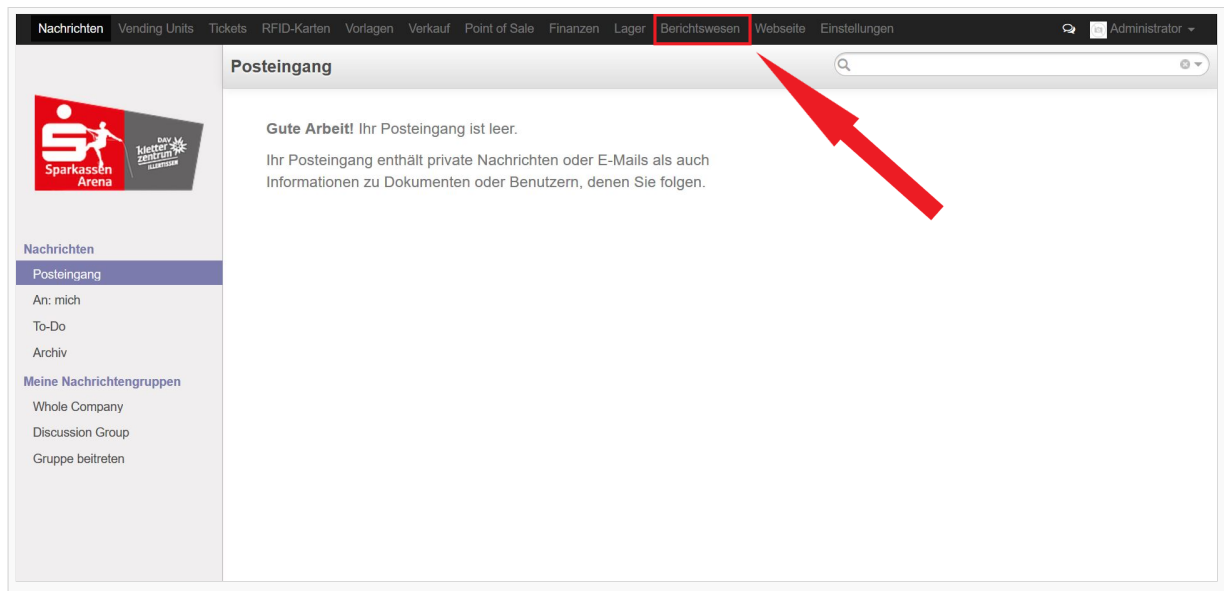 Nachrichten Vending Units Tickets RFID-Karten Vorlagen Verkauf Point of Sale Finanzen Lager Berichtswesen Webseite Einstellungen Administrator
Posteingang
Sparkassen
Arena
DAV
kletter
zentrum
ILLERTISSEN
Gute Arbeit! Ihr Posteingang ist leer.
Ihr Posteingang enthält private Nachrichten oder E-Mails als auch
Informationen zu Dokumenten oder Benutzern, denen Sie folgen.
Nachrichten
Posteingang
An: mich
To-Do
Archiv
Meine Nachrichtengruppen
Whole Company
Discussion Group
Gruppe beitreten